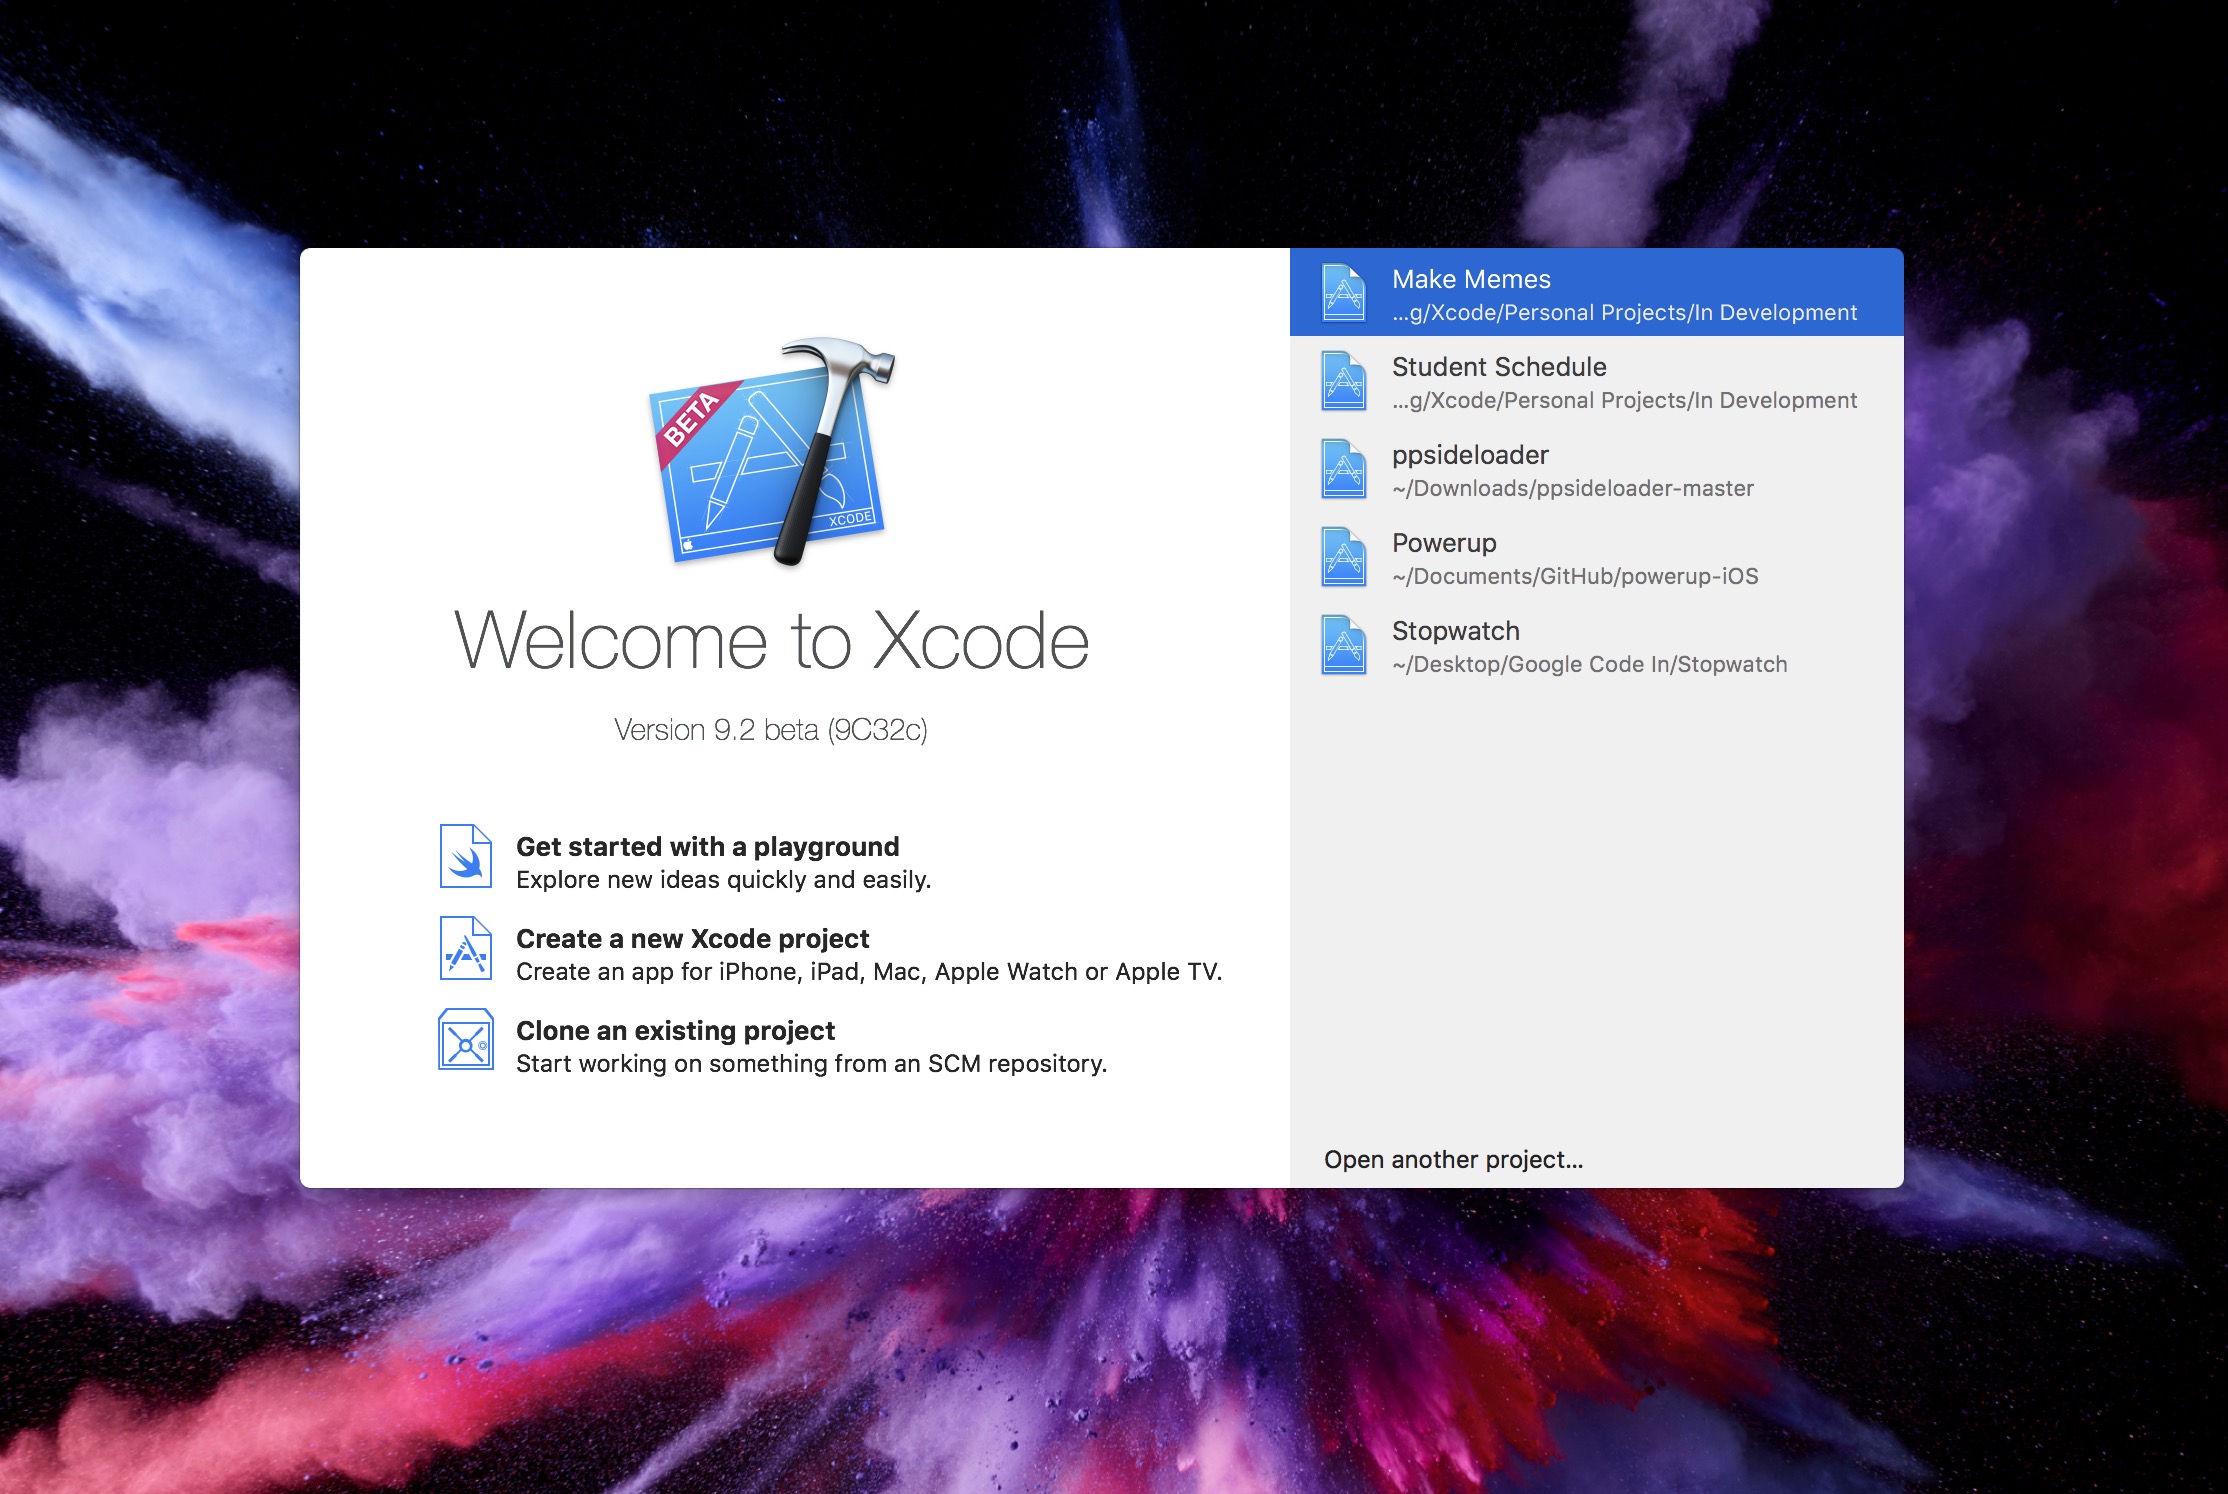 BETA
XCODE
Welcome to Xcode
Version 9.2 beta (9C32c)
Get started with a playground
Explore new ideas quickly and easily.
Create a new Xcode project
Create an app for iPhone, iPad, Mac, Apple Watch or Apple TV.
Clone an existing project
Start working on something from an SCM repository.
Make Memes
...g/Xcode/Personal Projects/In Development
Student Schedule
...g/Xcode/Personal Projects/In Development
ppsideloader
~/Downloads/ppsideloader-master
Powerup
~/Documents/GitHub/powerup-iOS
Stopwatch
~/Desktop/Google Code In/Stopwatch
Open another project...